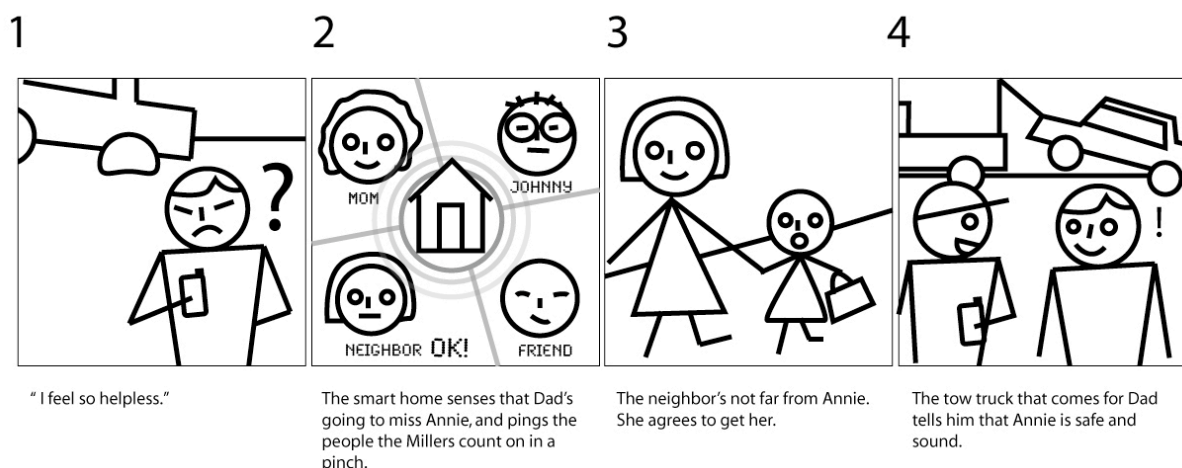 1
2
3
4
?
MOM
JOHNNY
NEIGHBOR OK!
FRIEND
!
“ I feel so helpless.”
The smart home senses that Dad’s
going to miss Annie, and pings the
people the Millers count on in a
pinch.
The neighbor’s not far from Annie.
She agrees to get her.
The tow truck that comes for Dad
tells him that Annie is safe and
sound.